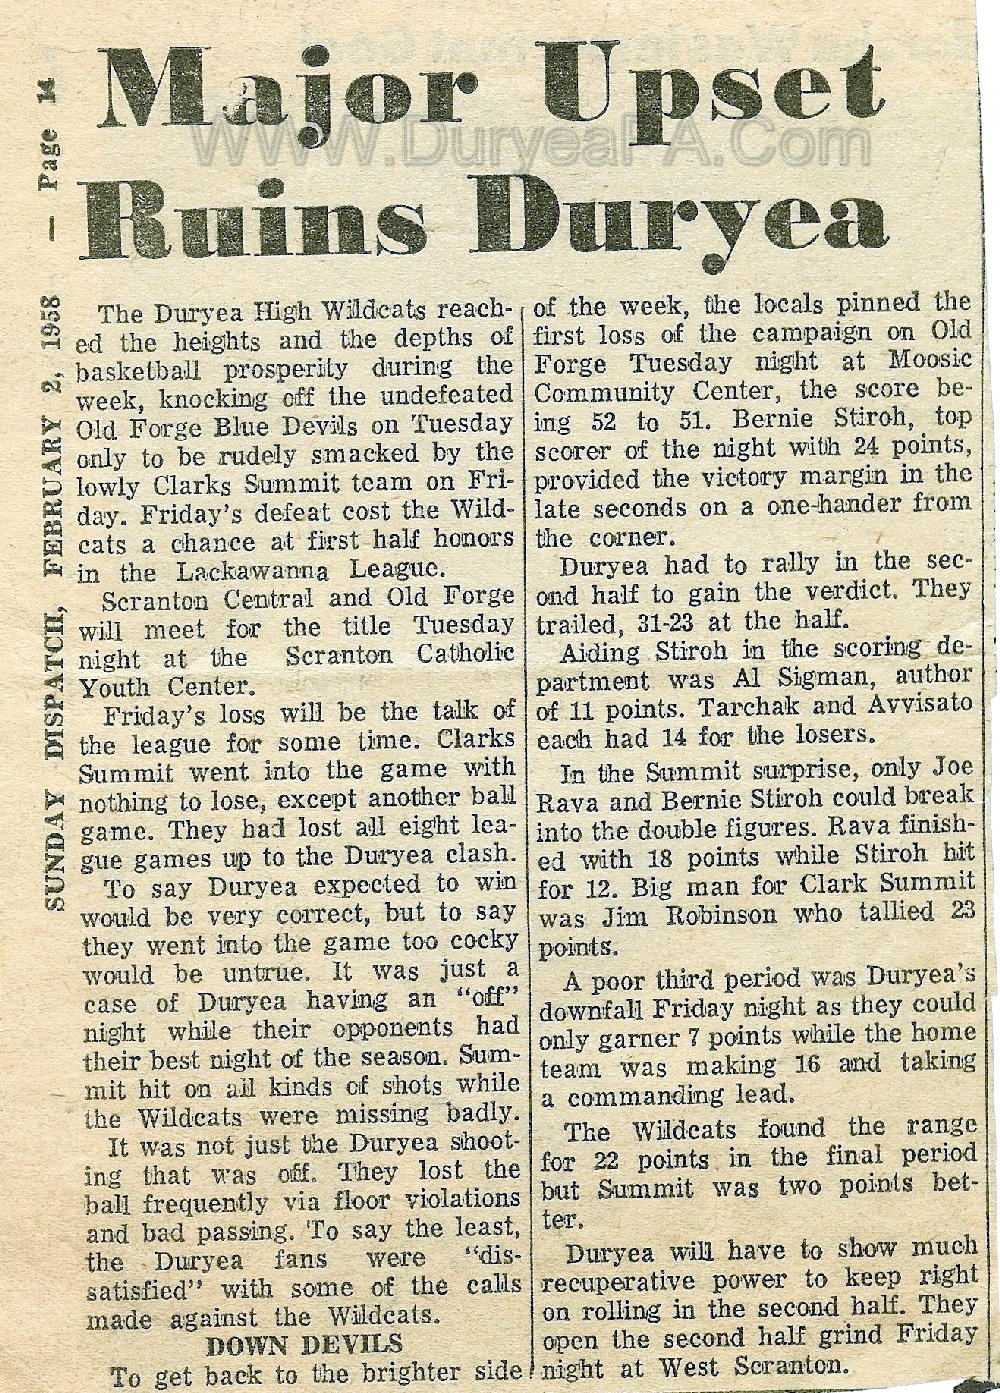 Major Upset
Ruins Duryea
WWW.DuryeaPA.Com
SUNDAY DISPATCH, FEBRUARY 2, 1958 — Page 14
The Duryea High Wildcats reach-
ed the heights and the depths of
basketball prosperity during the
week, knocking off the undefeated
Old Forge Blue Devils on Tuesday
only to be rudely smacked by the
lowly Clarks Summit team on Fri-
day. Friday's defeat cost the Wild-
cats a chance at first half honors
in the Lackawanna League.
Scranton Central and Old Forge
will meet for the title Tuesday
night at the Scranton Catholic
Youth Center.
Friday's loss will be the talk of
the league for some time. Clarks
Summit went into the game with
nothing to lose, except another ball
game. They had lost all eight lea-
gue games up to the Duryea clash.
To say Duryea expected to win
would be very correct, but to say
they went into the game too cocky
would be untrue. It was just a
case of Duryea having an "off"
night while their opponents had
their best night of the season. Sum-
mit hit on all kinds of shots while
the Wildcats were missing badly.
It was not just the Duryea shoot-
ing that was off. They lost the
ball frequently via floor violations
and bad passing. To say the least,
the Duryea fans were "dis-
satisfied" with some of the calls
made against the Wildcats.
DOWN DEVILS
To get back to the brighter side
of the week, the locals pinned the
first loss of the campaign on Old
Forge Tuesday night at Moosic
Community Center, the score be-
ing 52 to 51. Bernie Stiroh, top
scorer of the night with 24 points,
provided the victory margin in the
late seconds on a one-hander from
the corner.
Duryea had to rally in the sec-
ond half to gain the verdict. They
trailed, 31-23 at the half.
Aiding Stiroh in the scoring de-
partment was Al Sigman, author
of 11 points. Tarchak and Avvisato
each had 14 for the losers.
In the Summit surprise, only Joe
Rava and Bernie Stiroh could break
into the double figures. Rava finish-
ed with 18 points while Stiroh hit
for 12. Big man for Clark Summit
was Jim Robinson who tallied 23
points.
A poor third period was Duryea's
downfall Friday night as they could
only garner 7 points while the home
team was making 16 and taking
a commanding lead.
The Wildcats found the range
for 22 points in the final period
but Summit was two points bet-
ter.
Duryea will have to show much
recuperative power to keep right
on rolling in the second half. They
open the second half grind Friday
night at West Scranton.